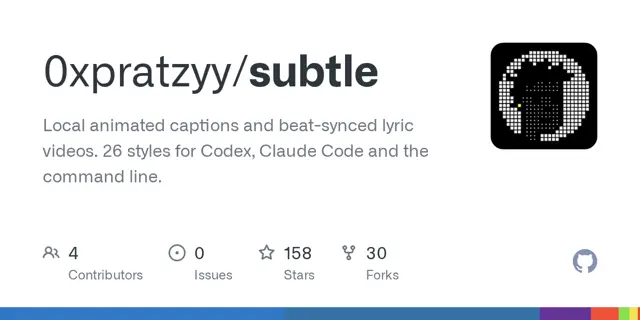 0xpratzyy/subtle
Local animated captions and beat-synced lyric
videos. 26 styles for Codex, Claude Code and the
command line.
4
Contributors
0
Issues
158
Stars
30
Forks